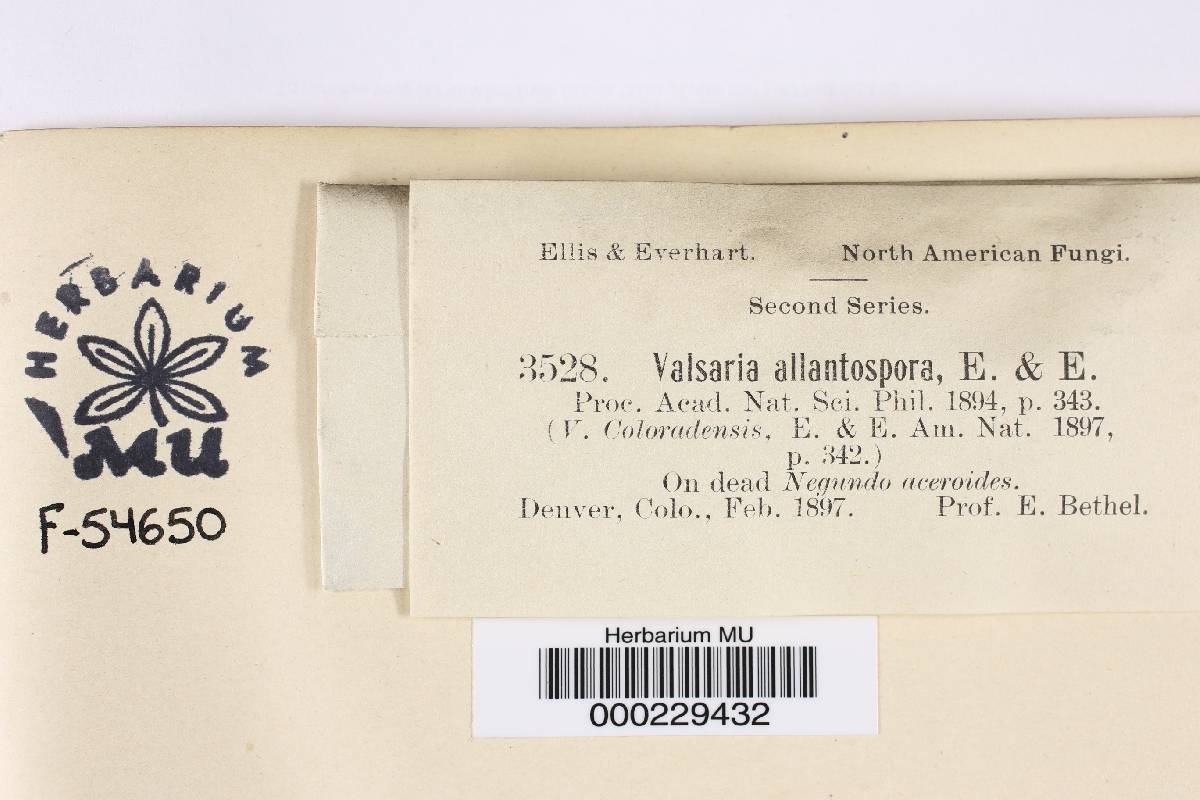 Ellis & Everhart. North American Fungi.
Second Series.
3528. Valsaria allantospora, E. & E.
Proc. Acad. Nat. Sci. Phil. 1894, p. 343.
(V. Coloradensis, E. & E. Am. Nat. 1897,
p. 342.)
On dead Negundo aceroides.
Denver, Colo., Feb. 1897. Prof. E. Bethel.
HERBARIUM
MU
F-54650
Herbarium MU
000229432